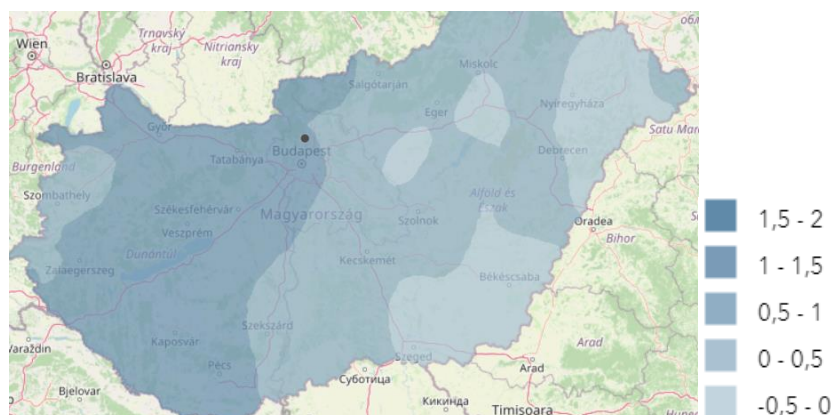 Wien
Bratislava
Trnavský
kraj
Nitriansky
kraj
Salgótarján
Miskolc
Nyíregyháza
Satu Mar
Győr
Eger
Tatabánya
Budapest
Debrecen
Burgenland
Szombathely
Székesfehérvár
Magyarország
Alföld és
Észak
Szolnok
Oradea
Bihor
Veszprém
Dunántúl
Zalaegerszeg
Kecskemét
Békéscsaba
Szekszárd
Kaposvár
Pécs
Szeged
Arad
Arad
Varaždin
Bjelovar
Суботица
Кикинда
Timișoara
1,5 - 2
1 - 1,5
0,5 - 1
0 - 0,5
-0,5 - 0